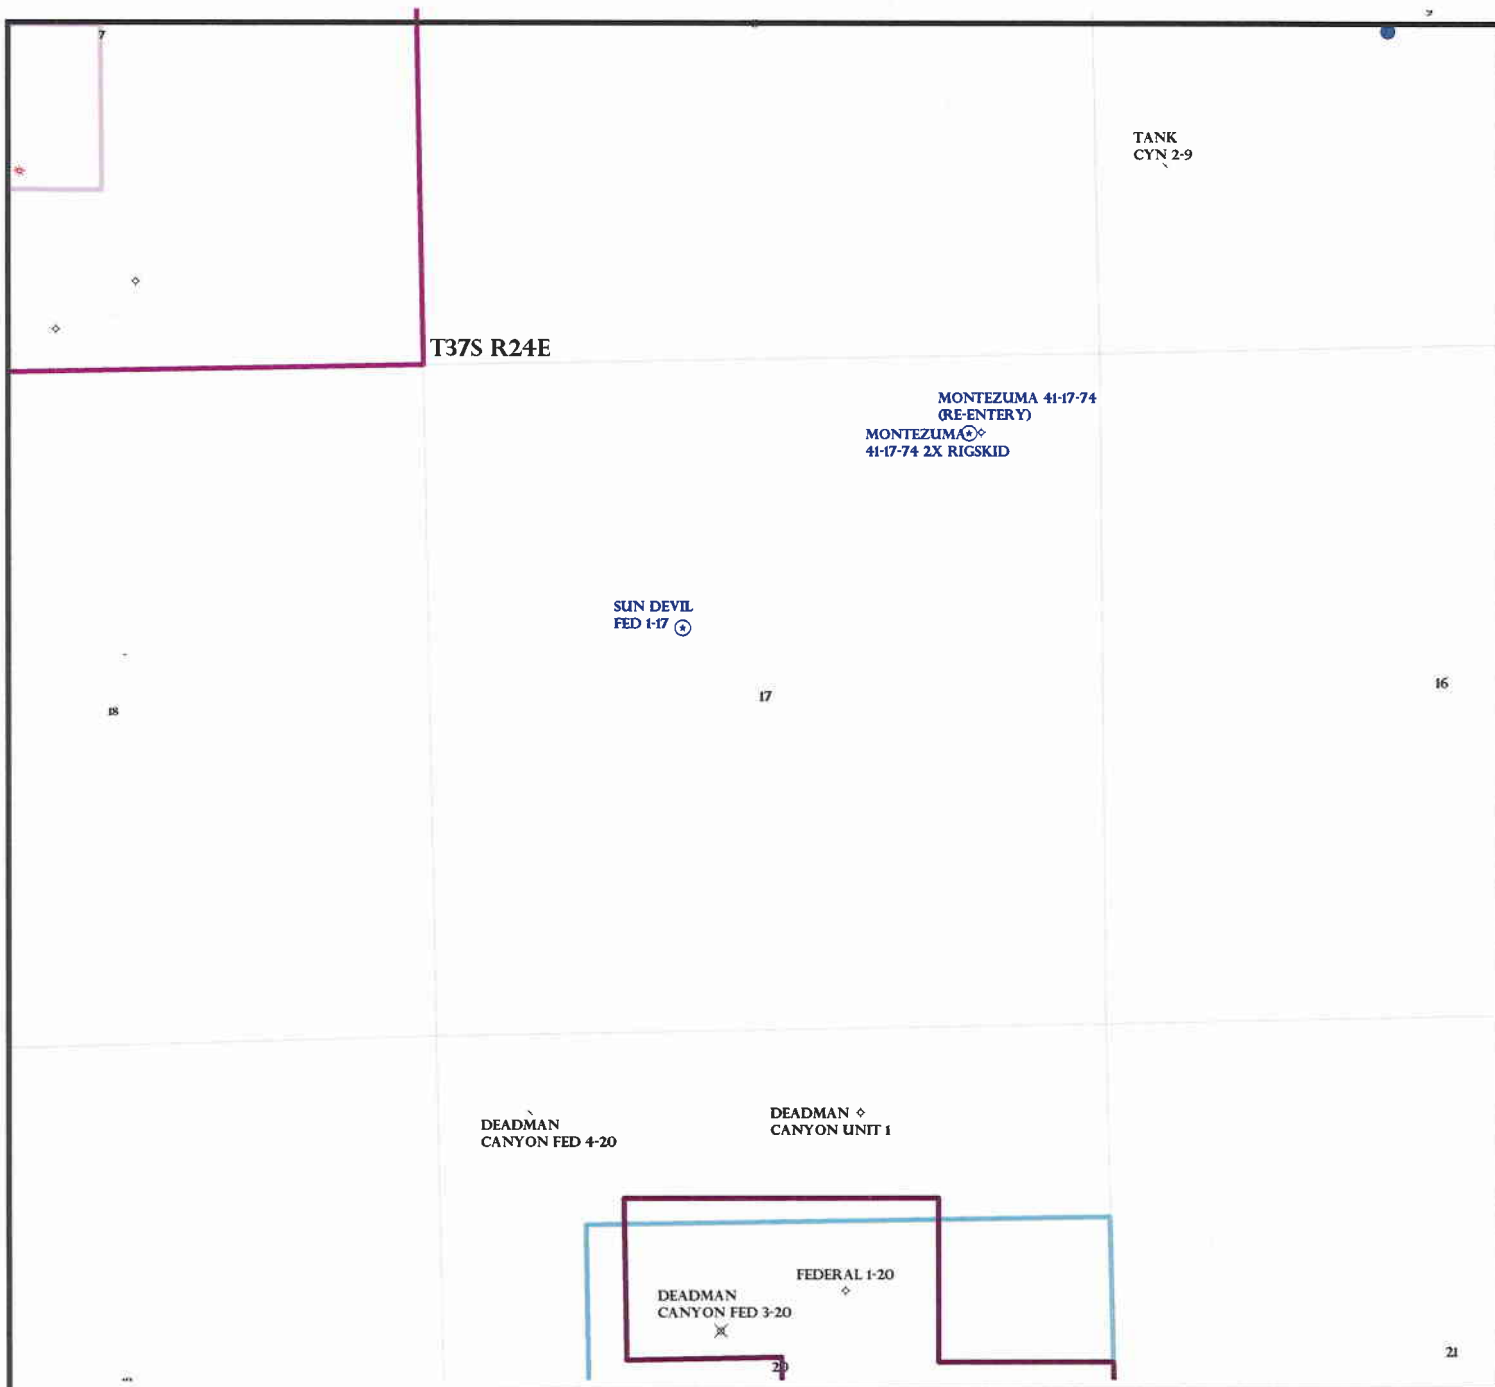 9
7
TANK
CYN 2-9
T37S R24E
MONTEZUMA 41-17-74
(RE-ENTERY)
MONTEZUMA
41-17-74 2X RIGSKID
SUN DEVIL
FED 1-17
17
16
18
DEADMAN
CANYON FED 4-20
DEADMAN
CANYON UNIT 1
FEDERAL 1-20
DEADMAN
CANYON FED 3-20
20
21